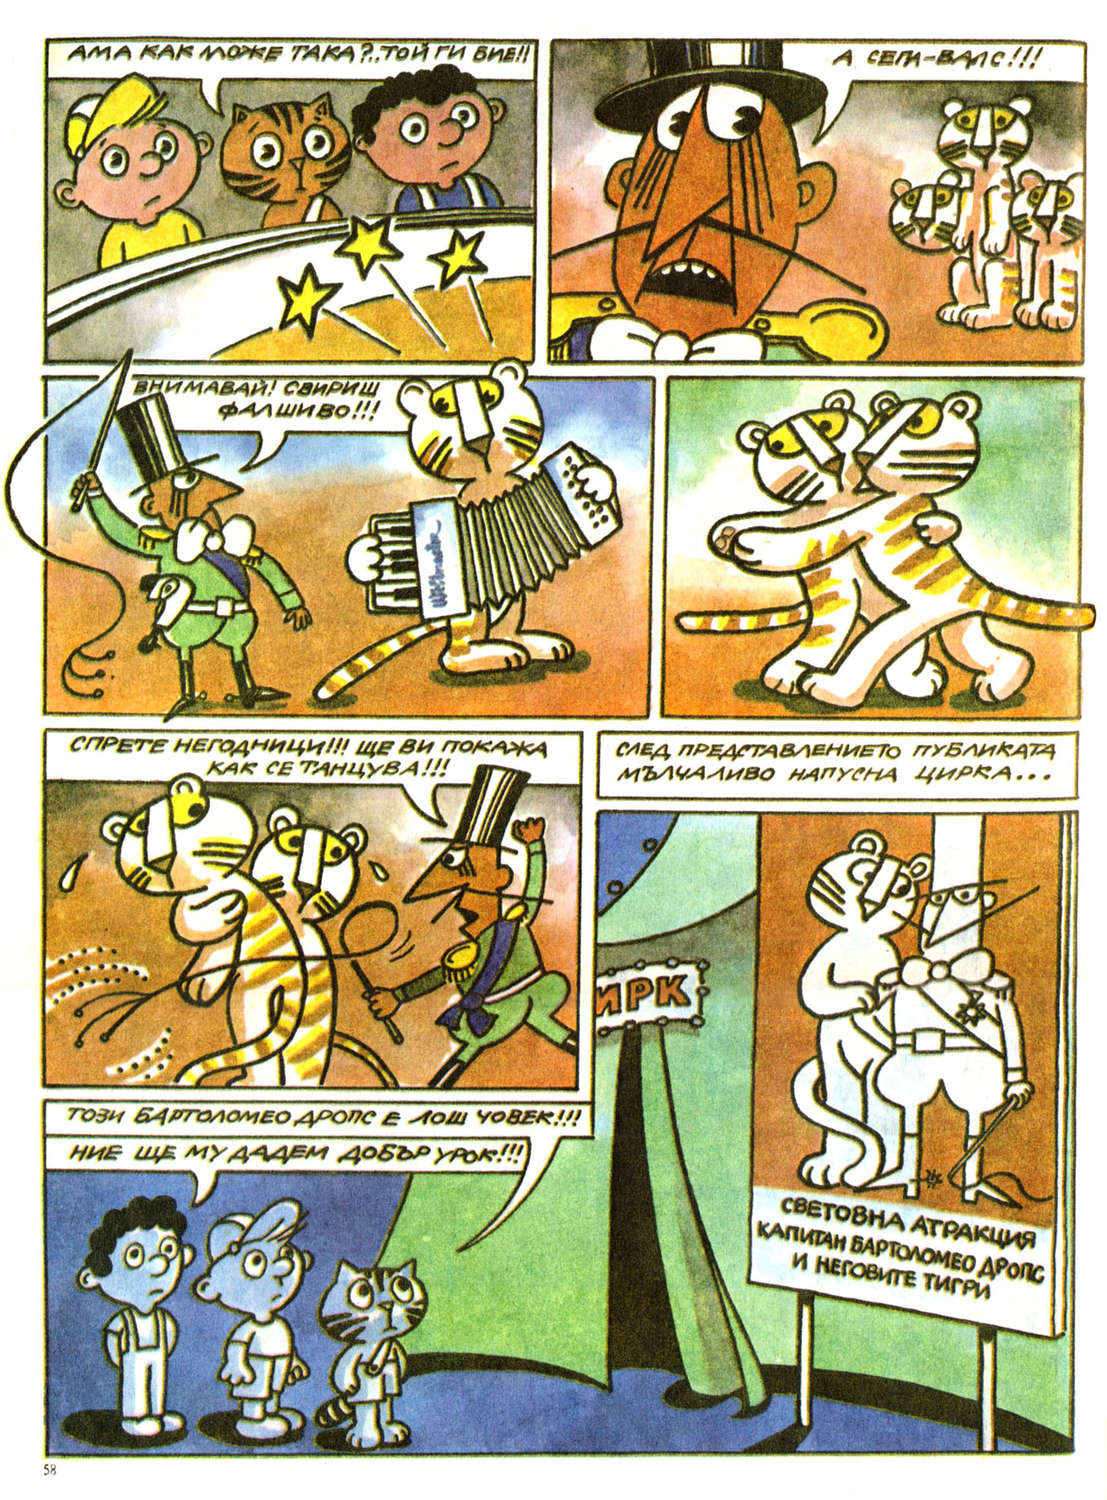 АМА КАК МОЖЕ ТАКА?..ТОЙ ГИ БИЕ!!
А СЕГА-ВАЛС!!!
ВНИМАВАЙ! СВИРИШ
ФАЛШИВО!!!
СПРЕТЕ НЕГОДНИЦИ!!! ЩЕ ВИ ПОКАЖА
КАК СЕ ТАНЦУВА!!!
СЛЕД ПРЕДСТАВЛЕНИЕТО ПУБЛИКАТА
МЪЛЧАЛИВО НАПУСНА ЦИРКА...
ИРК
ТОЗИ БАРТОЛОМЕО ДРОПС Е ЛОШ ЧОВЕК!!!
НИЕ ЩЕ МУ ДАДЕМ ДОБЪР УРОК!!!
СВЕТОВНА АТРАКЦИЯ
КАПИТАН БАРТОЛОМЕО ДРОПС
И НЕГОВИТЕ ТИГРИ
58